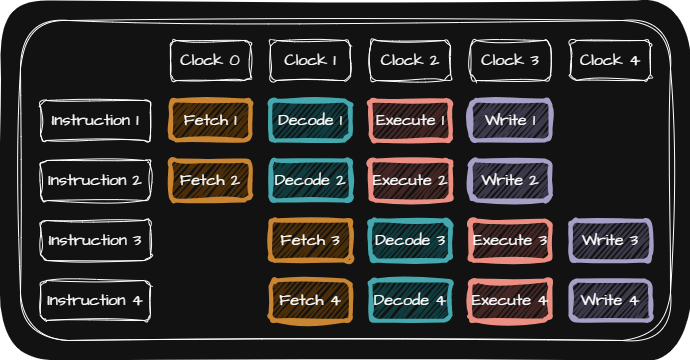 Clock 0 Clock 1 Clock 2 Clock 3 Clock 4
Instruction 1 Fetch 1 Decode 1 Execute 1 Write 1
Instruction 2 Fetch 2 Decode 2 Execute 2 Write 2
Instruction 3 Fetch 3 Decode 3 Execute 3 Write 3
Instruction 4 Fetch 4 Decode 4 Execute 4 Write 4